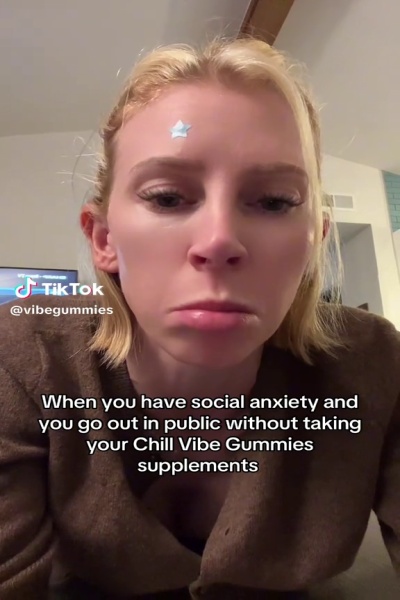 TikTok
@vibegummies
When you have social anxiety and
you go out in public without taking
your Chill Vibe Gummies
supplements